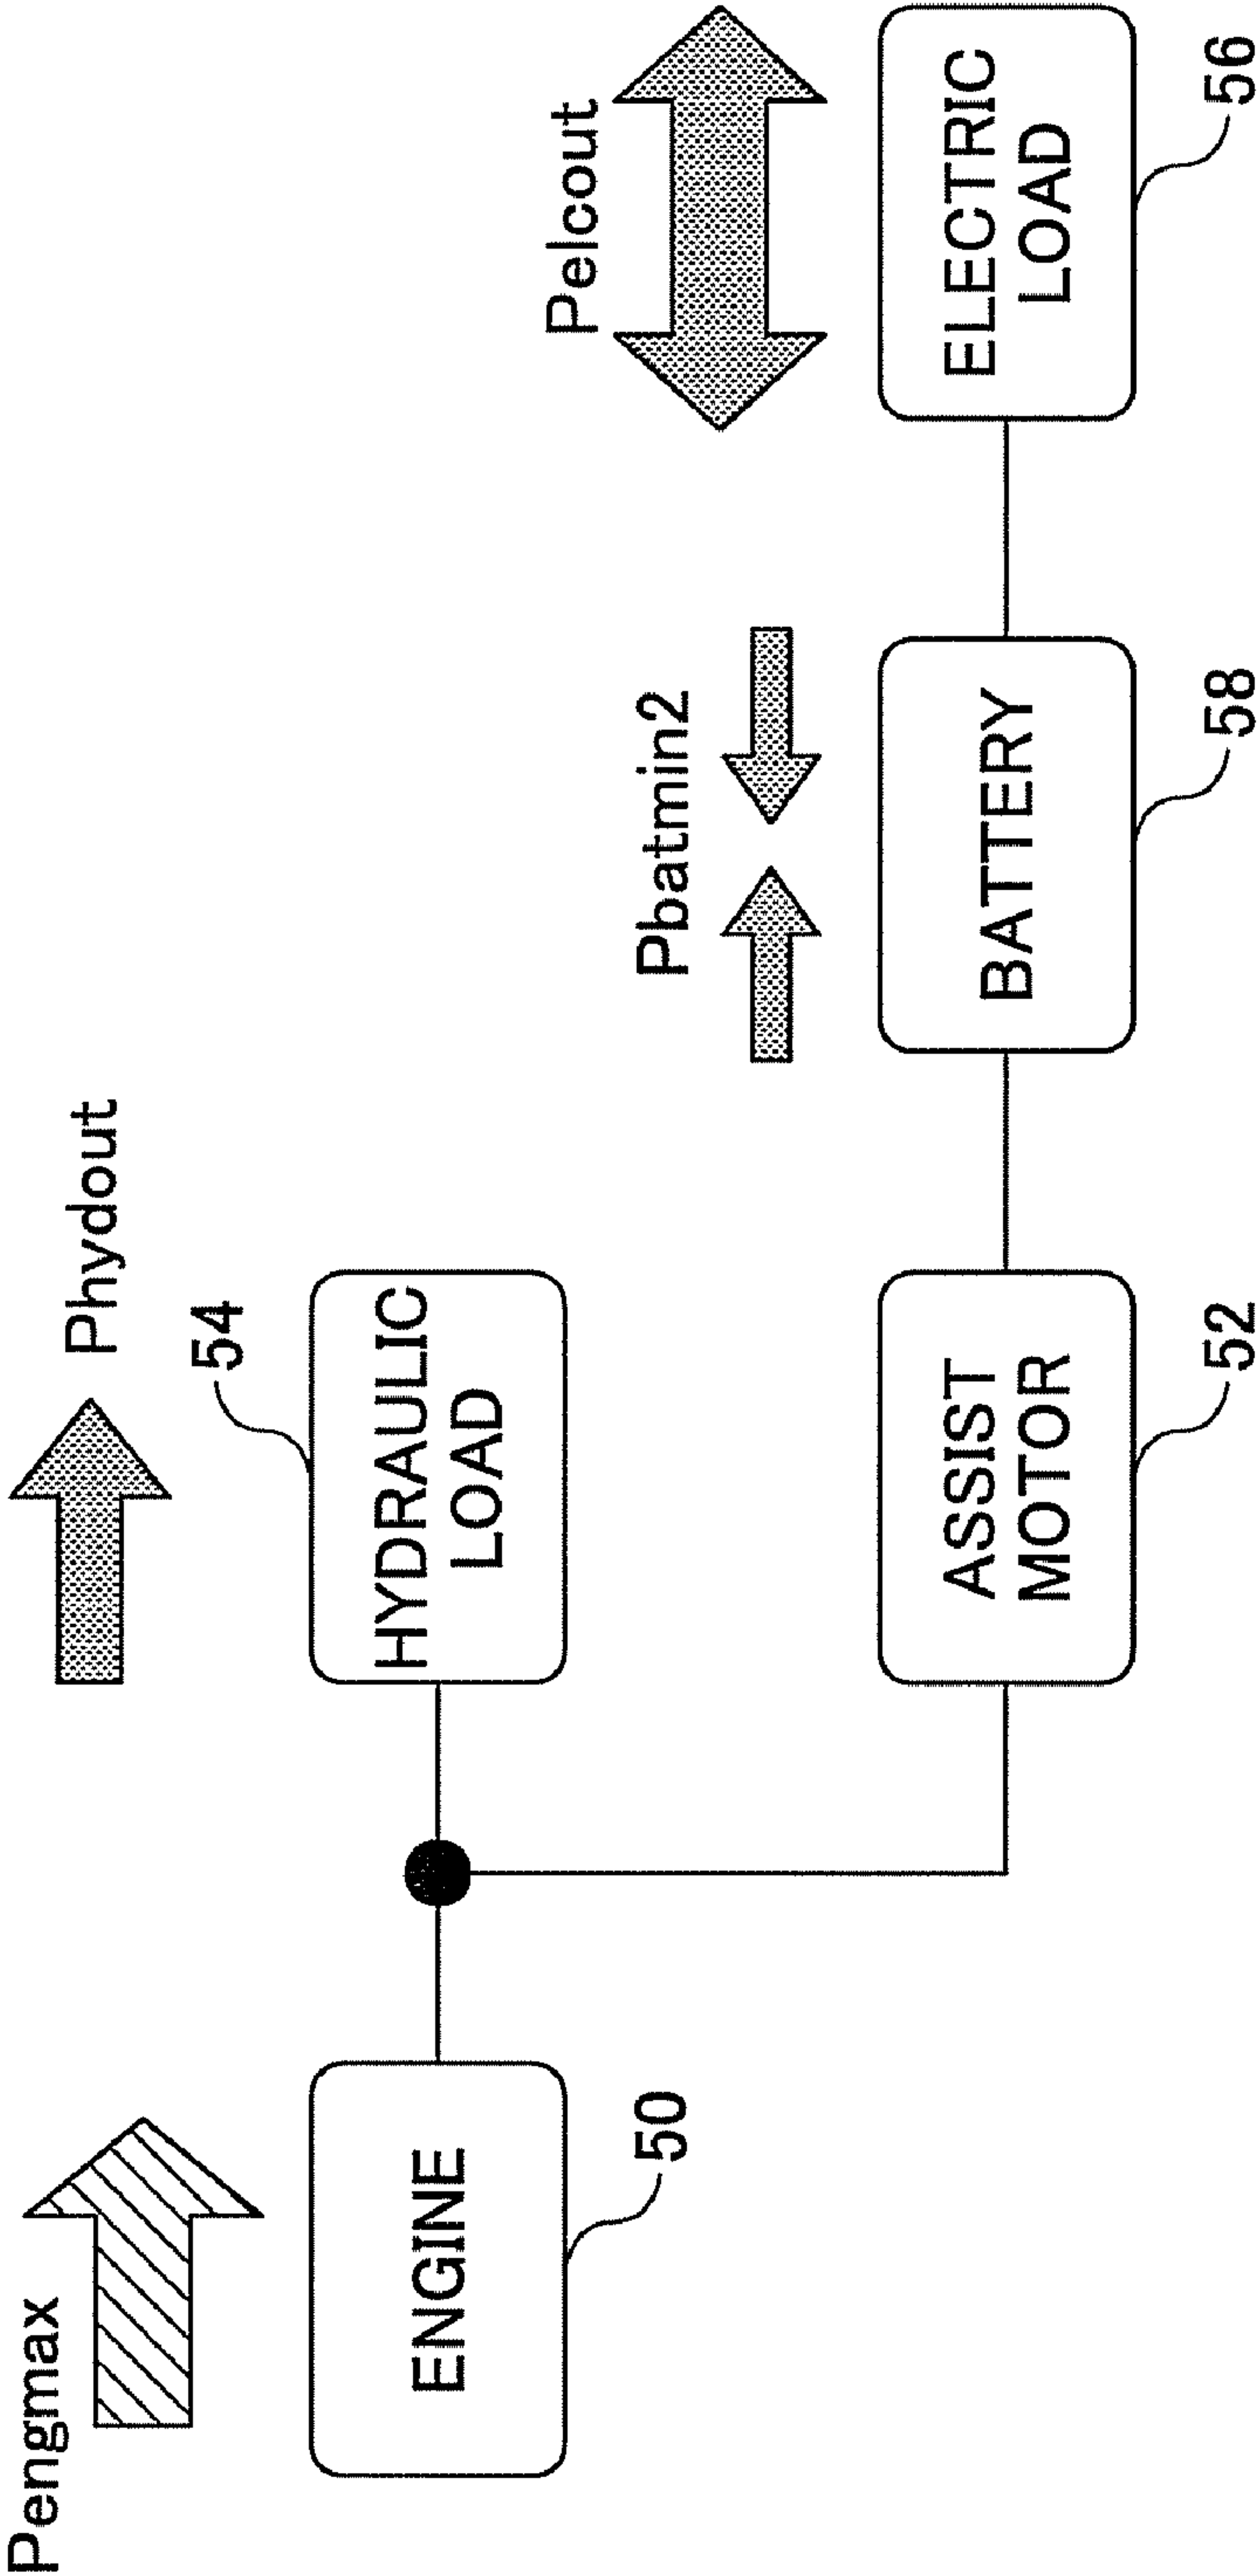 Pengmax
ENGINE
50
Phydout
54
HYDRAULIC
LOAD
ASSIST
MOTOR
52
Pbatmin2
BATTERY
58
Pelcout
ELECTRIC
LOAD
56